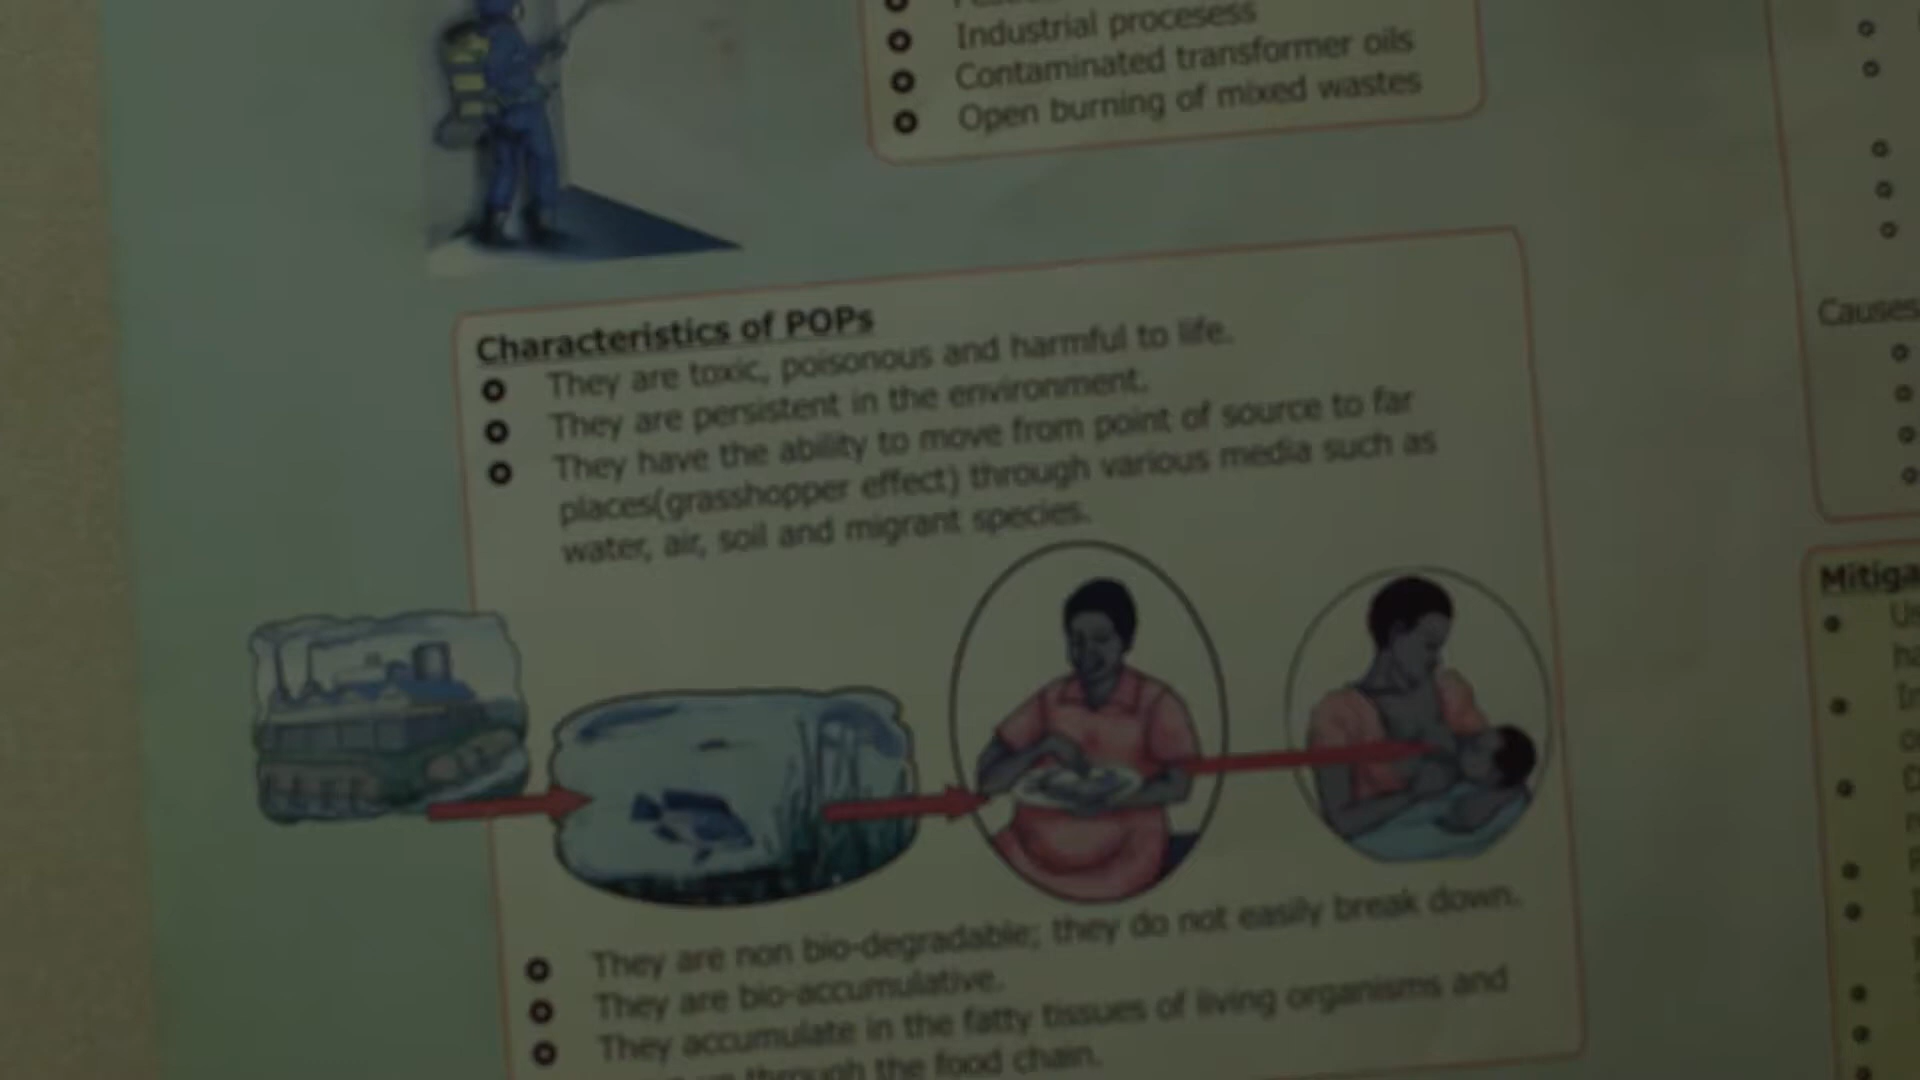 Industrial procesess
Contaminated transformer oils
Open burning of mixed wastes
Characteristics of POPs
They are toxic, poisonous and harmful to life.
They are persistent in the environment.
They have the ability to move from point of source to far
places(grasshopper effect) through various media such as
water, air, soil and migrant species.
They are non bio-degradable; they do not easily break down.
They are bio-accumulative.
They accumulate in the fatty tissues of living organisms and
through the food chain.
Causes